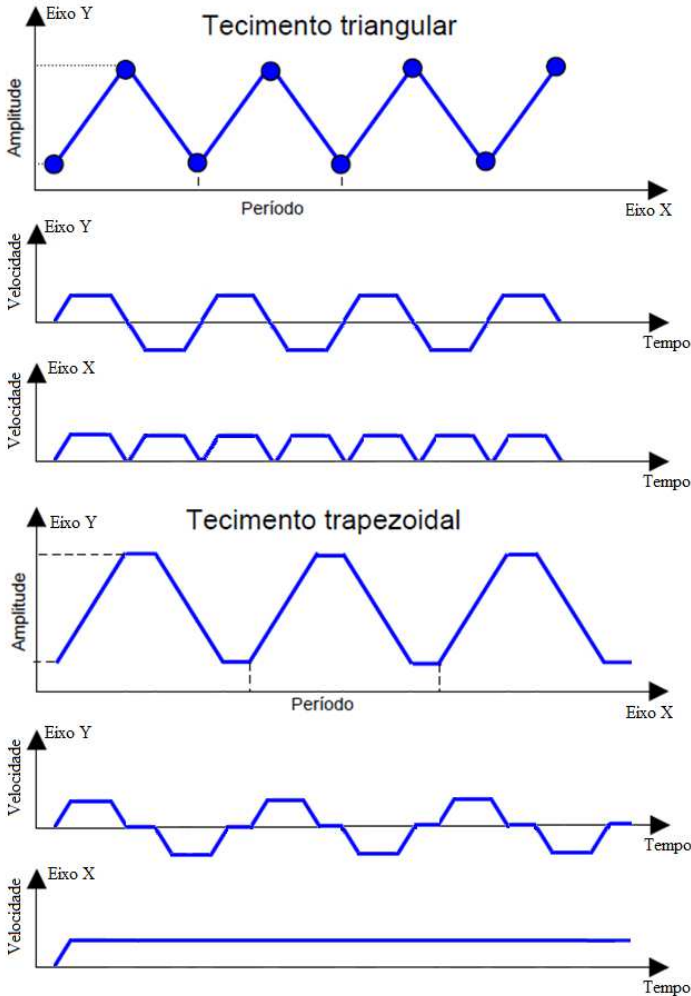 Eixo Y
Tecimento triangular
Amplitude
Período
Eixo X
Eixo Y
Velocidade
Tempo
Eixo X
Velocidade
Tempo
Eixo Y
Tecimento trapezoidal
Amplitude
Período
Eixo X
Eixo Y
Velocidade
Tempo
Eixo X
Velocidade
Tempo